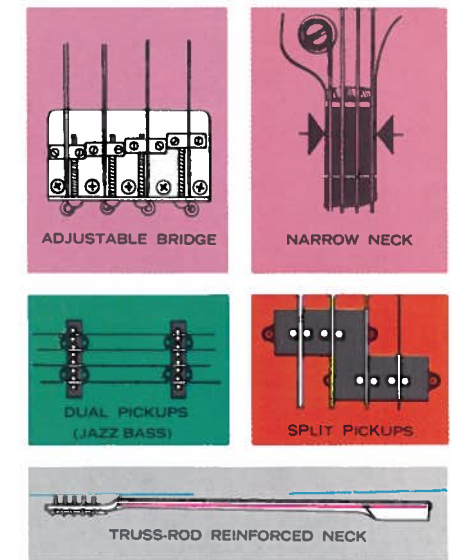 ADJUSTABLE BRIDGE
NARROW NECK
DUAL PICKUPS
(JAZZ BASS)
SPLIT PICKUPS
TRUSS-ROD REINFORCED NECK